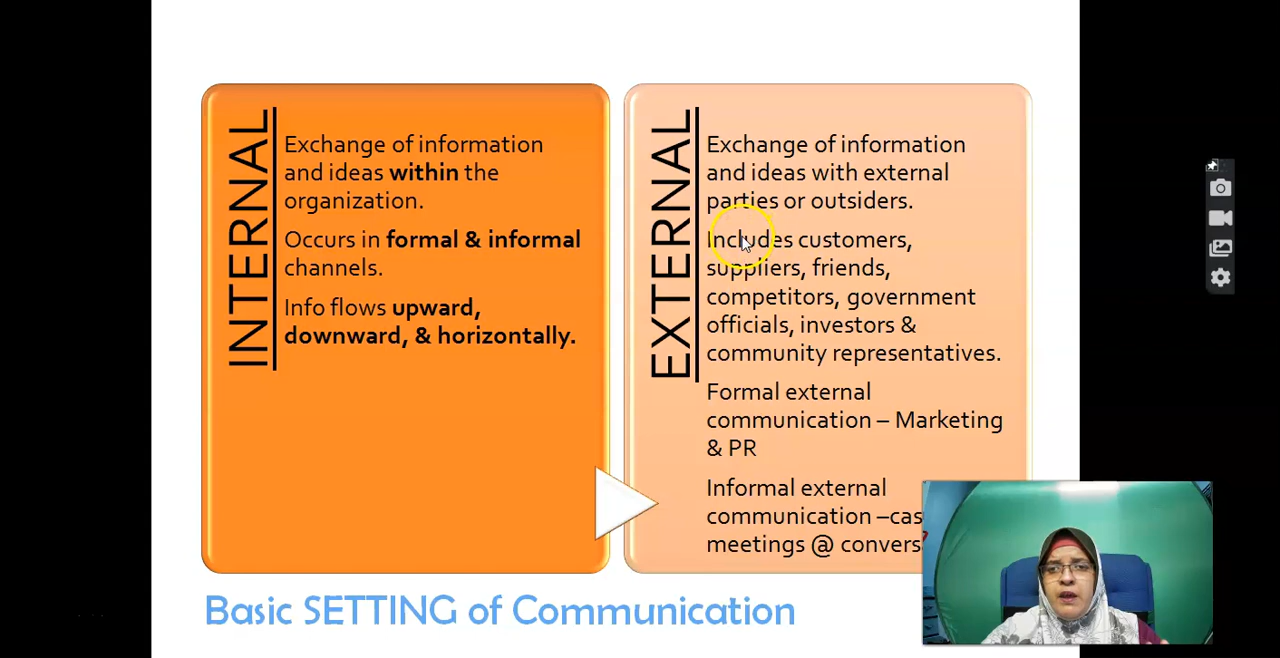 INTERNAL
Exchange of information
and ideas within the
organization.
Occurs in formal & informal
channels.
Info flows upward,
downward, & horizontally.
EXTERNAL
Exchange of information
and ideas with external
parties or outsiders.
Includes customers,
suppliers, friends,
competitors, government
officials, investors &
community representatives.
Formal external
communication – Marketing
& PR
Informal external
communication –cas
meetings @ convers
Basic SETTING of Communication